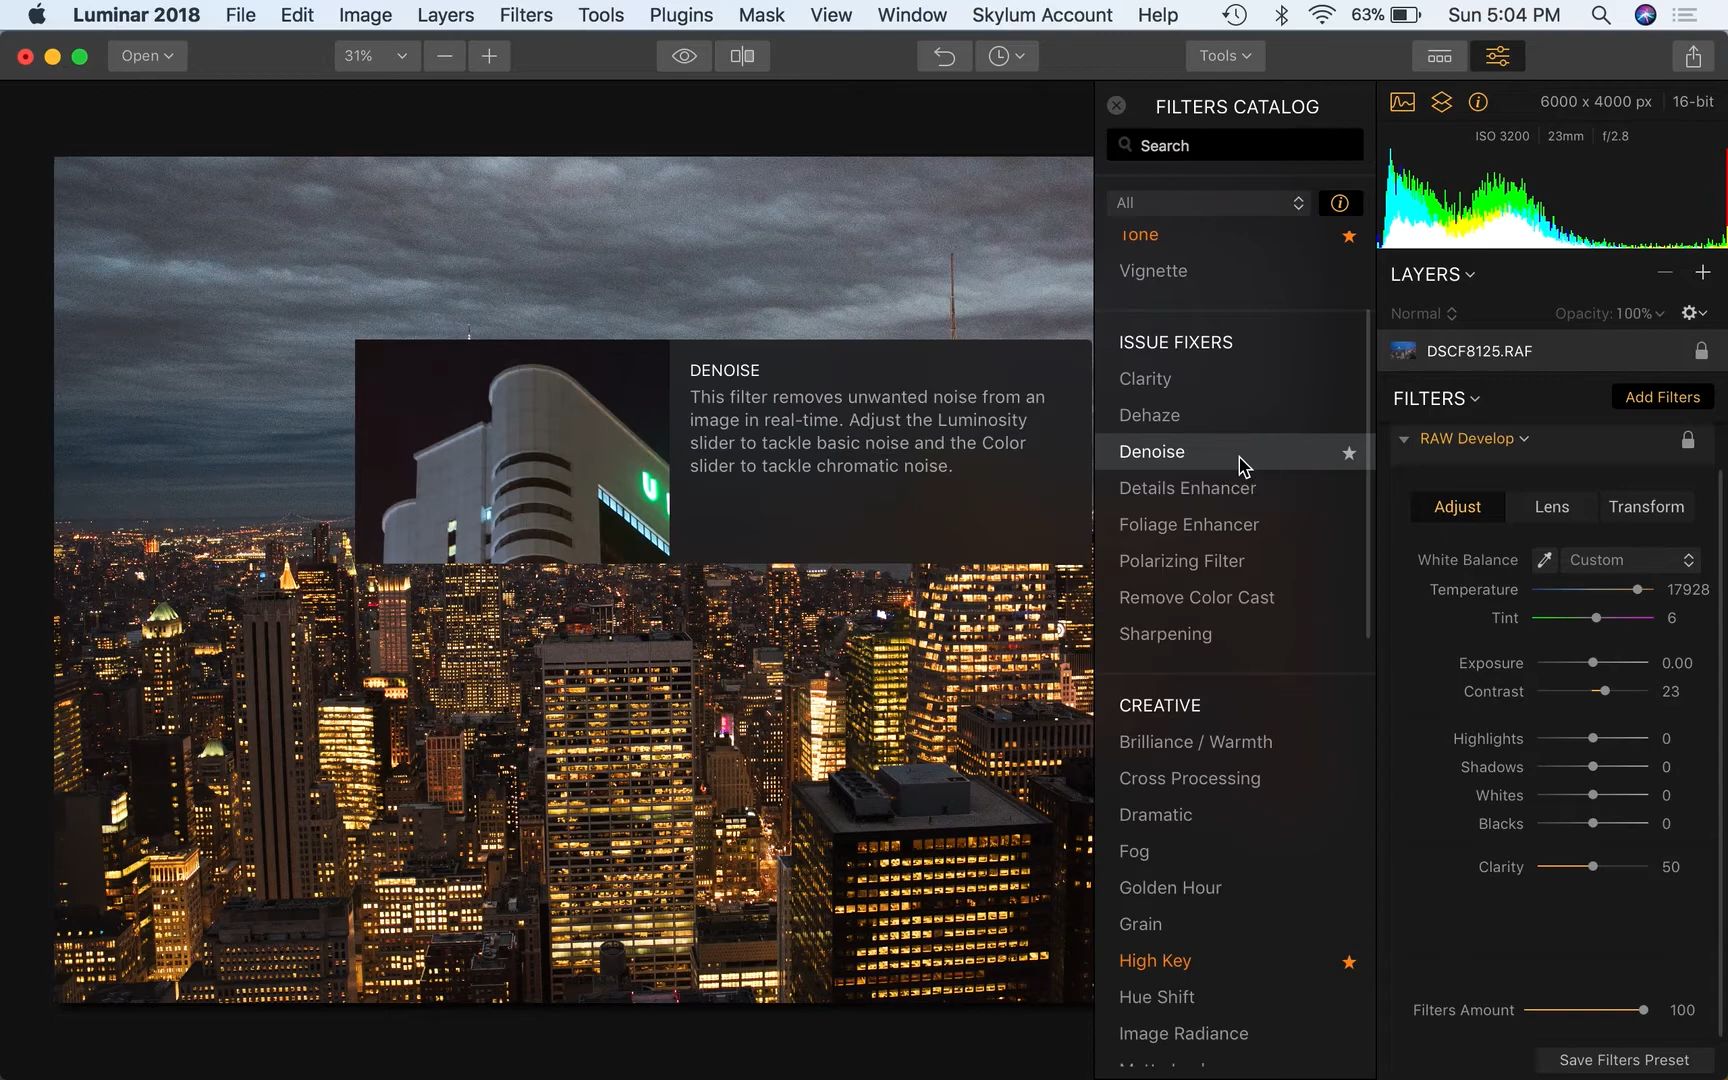 Luminar 2018 File Edit Image Layers Filters Tools Plugins Mask View Window Skylum Account Help 63% Sun 5:04 PM
Open 31% Tools
FILTERS CATALOG
Search
All
Tone
Vignette
ISSUE FIXERS
Clarity
Dehaze
Denoise
Details Enhancer
Foliage Enhancer
Polarizing Filter
Remove Color Cast
Sharpening
CREATIVE
Brilliance / Warmth
Cross Processing
Dramatic
Fog
Golden Hour
Grain
High Key
Hue Shift
Image Radiance
DENOISE
This filter removes unwanted noise from an
image in real-time. Adjust the Luminosity
slider to tackle basic noise and the Color
slider to tackle chromatic noise.
6000 x 4000 px 16-bit
ISO 3200 23mm f/2.8
LAYERS
Normal Opacity: 100%
DSCF8125.RAF
FILTERS Add Filters
RAW Develop
Adjust Lens Transform
White Balance Custom
Temperature 17928
Tint 6
Exposure 0.00
Contrast 23
Highlights 0
Shadows 0
Whites 0
Blacks 0
Clarity 50
Filters Amount 100
Save Filters Preset